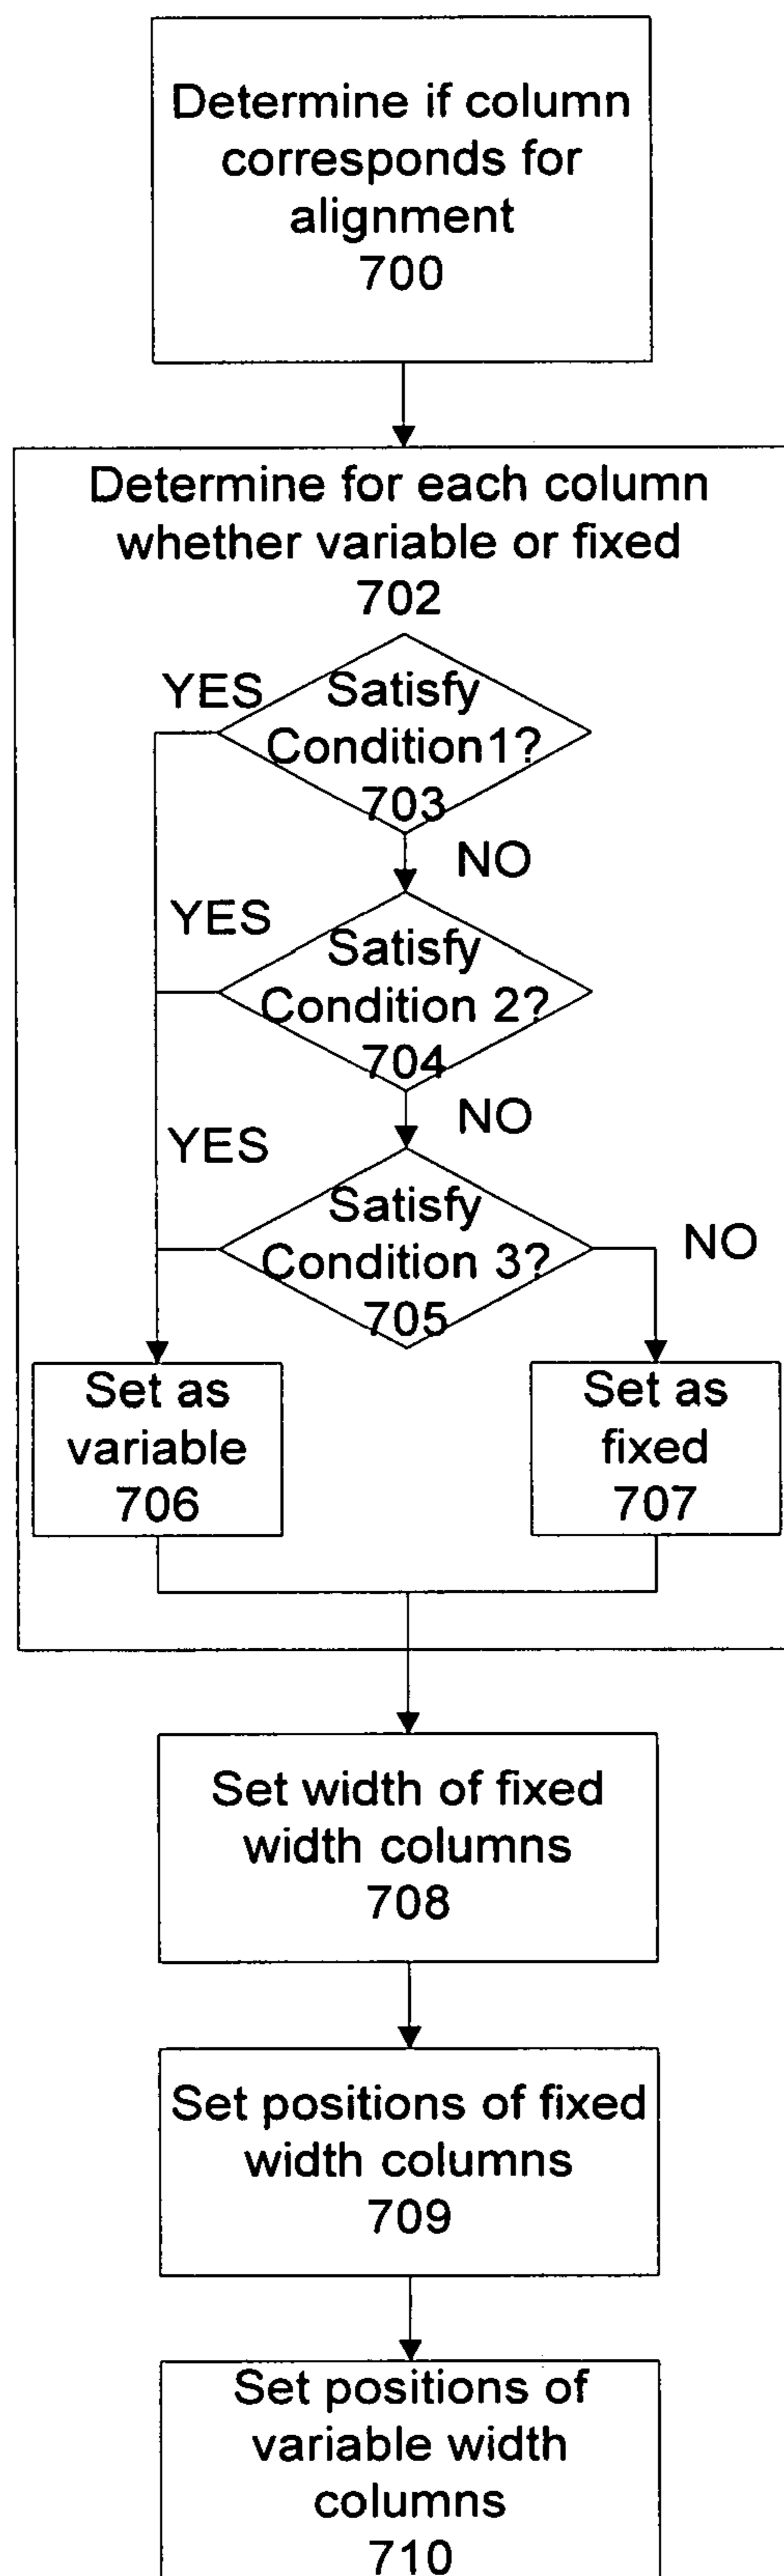 Determine if column
corresponds for
alignment
700
Determine for each column
whether variable or fixed
702
YES
Satisfy
Condition1?
703
NO
YES
Satisfy
Condition 2?
704
NO
YES
Satisfy
Condition 3?
705
NO
Set as
variable
706
Set as
fixed
707
Set width of fixed
width columns
708
Set positions of fixed
width columns
709
Set positions of
variable width
columns
710